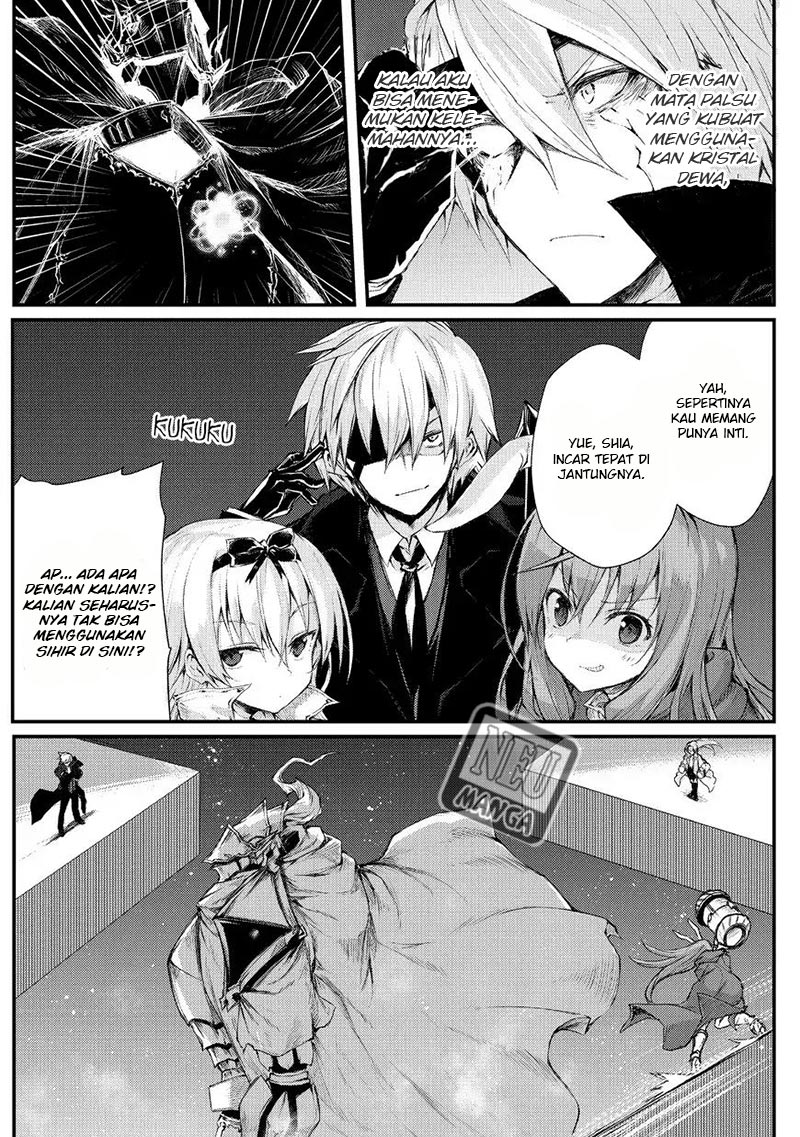 DENGAN
MATA PALSU
YANG KUBUAT
MENGGUNA-
KAN KRISTAL
DEWA,
KALAU AKU
BISA MENE-
MUKAN KELE-
MAHANNYA...
YAH,
SEPERTINYA
KAU MEMANG
PUNYA INTI.
YUE, SHIA,
INCAR TEPAT DI
JANTUNGNYA.
KUKUKU
AP... ADA APA
DENGAN KALIAN!?
KALIAN SEHARUS-
NYA TAK BISA
MENGGUNAKAN
SIHIR DI SINI!?
NEU
MANGA